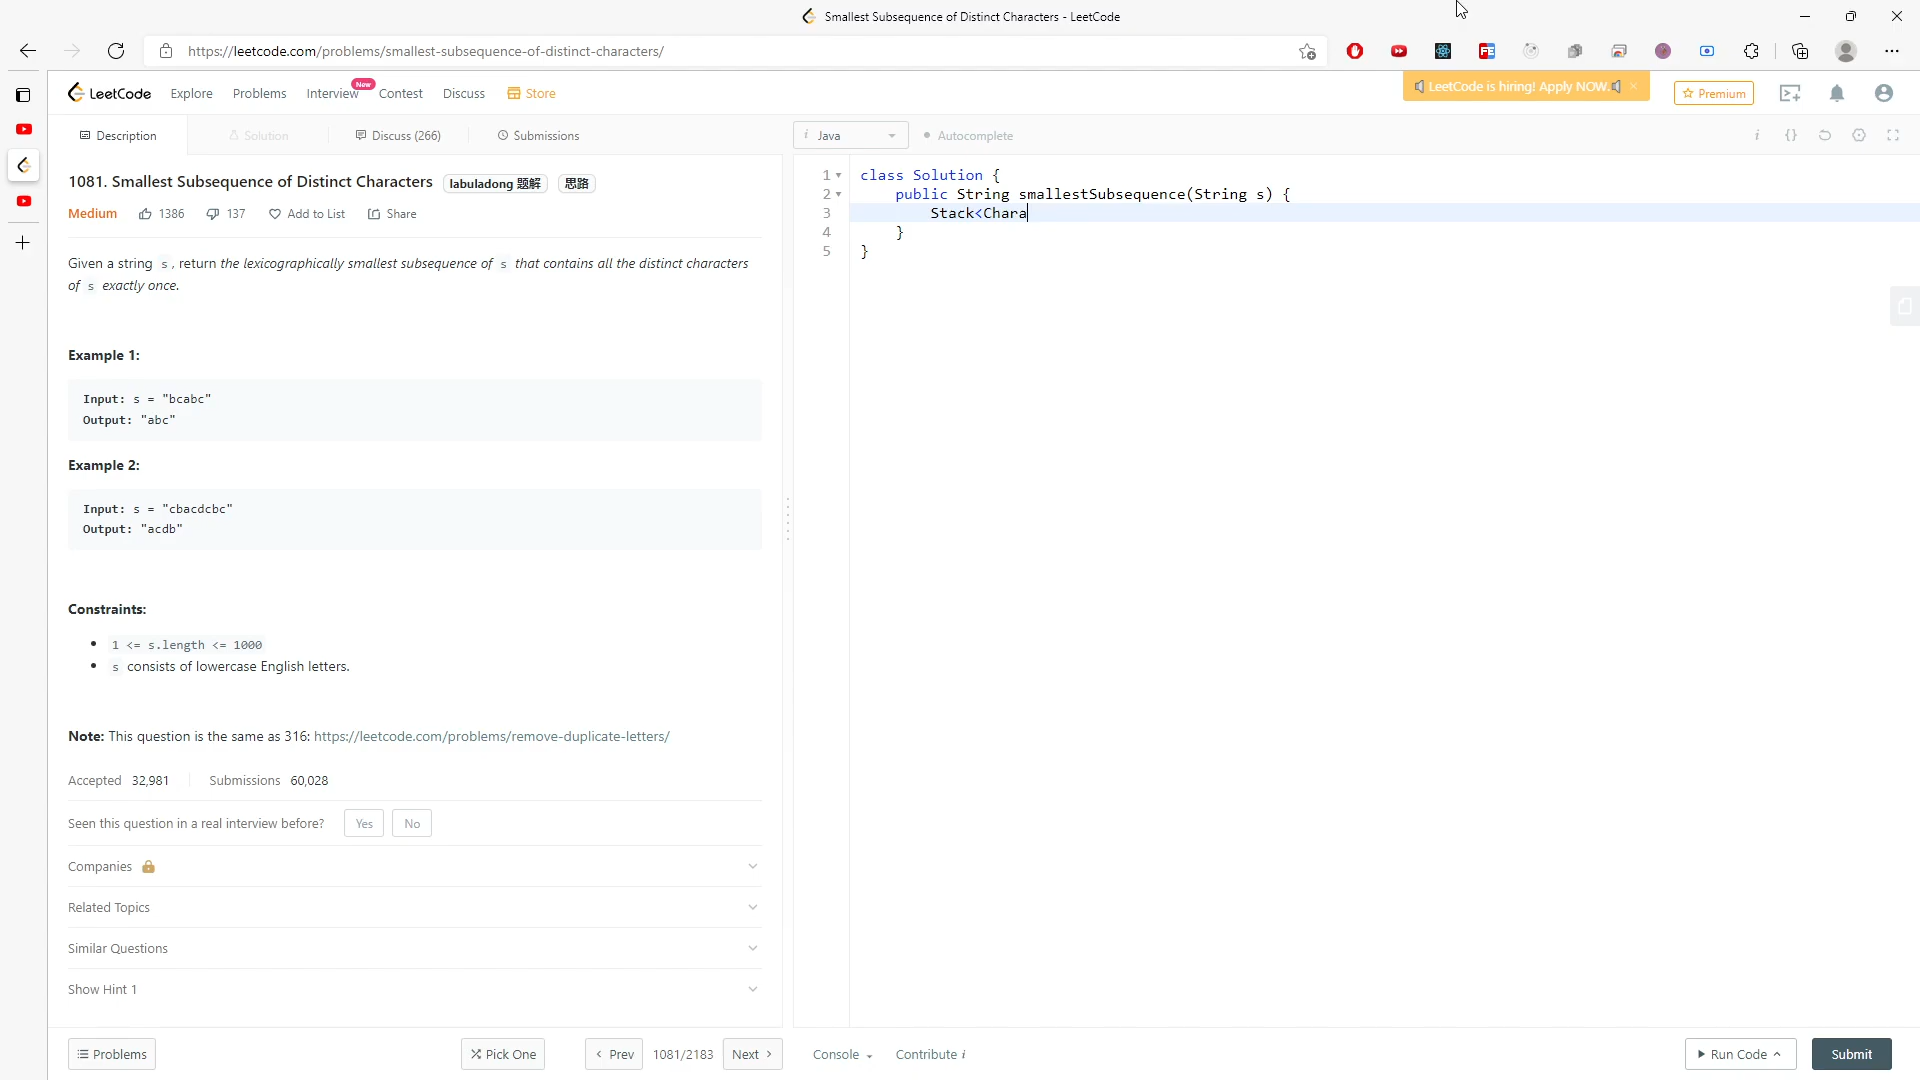 Smallest Subsequence of Distinct Characters - LeetCode
https://leetcode.com/problems/smallest-subsequence-of-distinct-characters/
LeetCode Explore Problems Interview New Contest Discuss Store
LeetCode is hiring! Apply NOW. ×
Premium
Description Solution Discuss (266) Submissions
i Java Autocomplete
i {}
1081. Smallest Subsequence of Distinct Characters labuladong 题解 思路
Medium 1386 137 Add to List Share
Given a string s, return the lexicographically smallest subsequence of s that contains all the distinct characters
of s exactly once.
Example 1:
Input: s = "bcabc"
Output: "abc"
Example 2:
Input: s = "cbacdcbc"
Output: "acdb"
Constraints:
1 <= s.length <= 1000
s consists of lowercase English letters.
Note: This question is the same as 316: https://leetcode.com/problems/remove-duplicate-letters/
Accepted 32,981 Submissions 60,028
Seen this question in a real interview before? Yes No
Companies
Related Topics
Similar Questions
Show Hint 1
Problems Pick One Prev 1081/2183 Next
1 class Solution {
2 public String smallestSubsequence(String s) {
3 Stack<Chara
4 }
5 }
Console Contribute i Run Code Submit